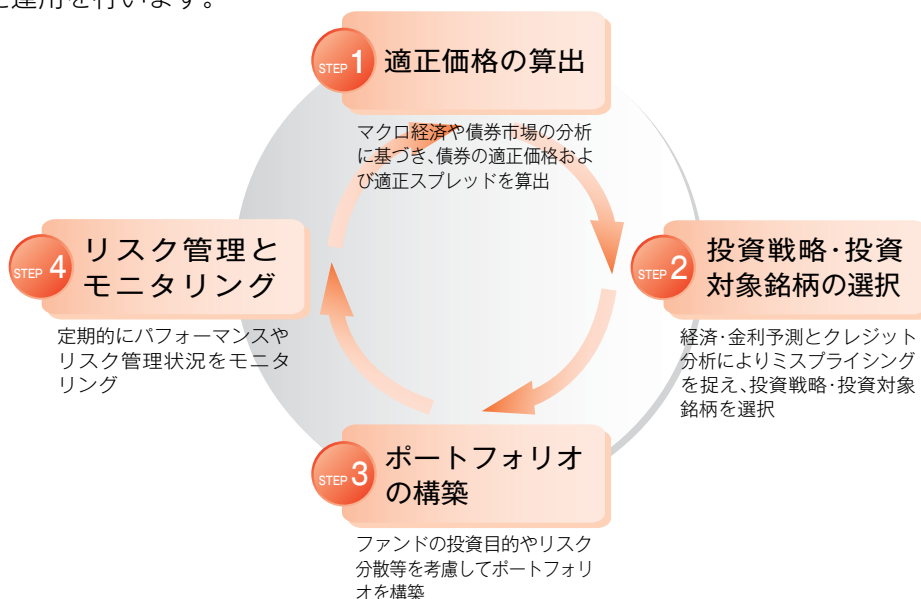 に運用を行います。
STEP 1 適正価格の算出
マクロ経済や債券市場の分析
に基づき、債券の適正価格およ
び適正スプレッドを算出
STEP 2 投資戦略・投資
対象銘柄の選択
経済・金利予測とクレジット
分析によりミスプライシング
を捉え、投資戦略・投資対象
銘柄を選択
STEP 3 ポートフォリオ
の構築
ファンドの投資目的やリスク
分散等を考慮してポートフォリ
オを構築
STEP 4 リスク管理と
モニタリング
定期的にパフォーマンスや
リスク管理状況をモニタ
リング